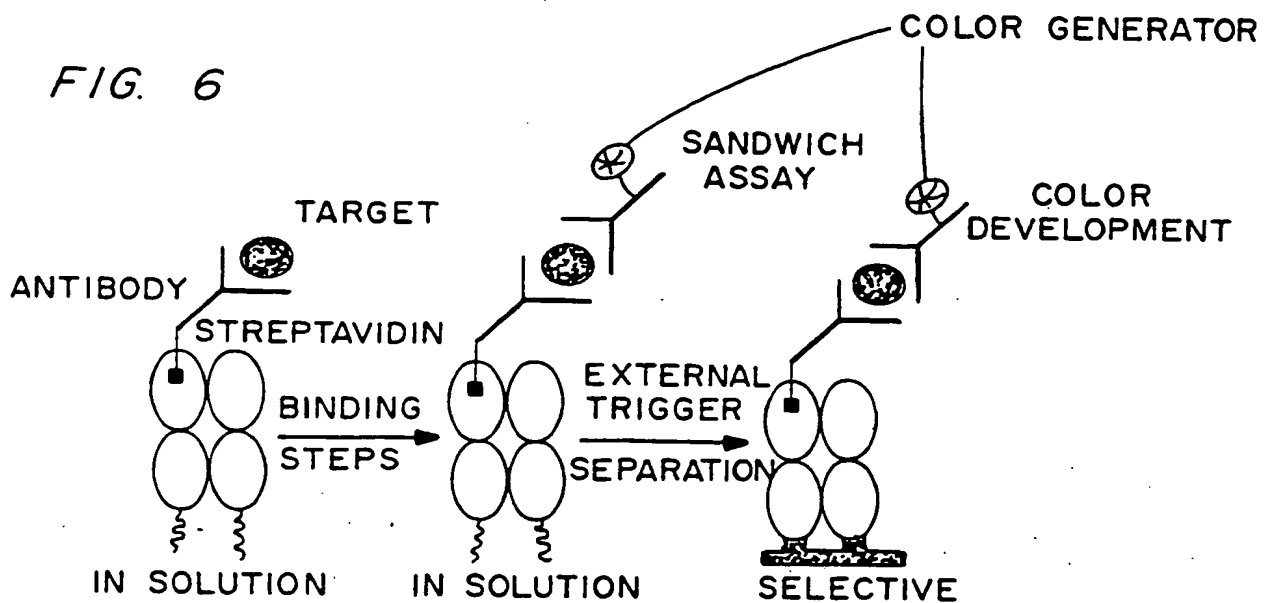 FIG. 6
COLOR GENERATOR
SANDWICH
ASSAY
COLOR
DEVELOPMENT
TARGET
ANTIBODY
STREPTAVIDIN
BINDING
STEPS
EXTERNAL
TRIGGER
SEPARATION
IN SOLUTION
IN SOLUTION
SELECTIVE